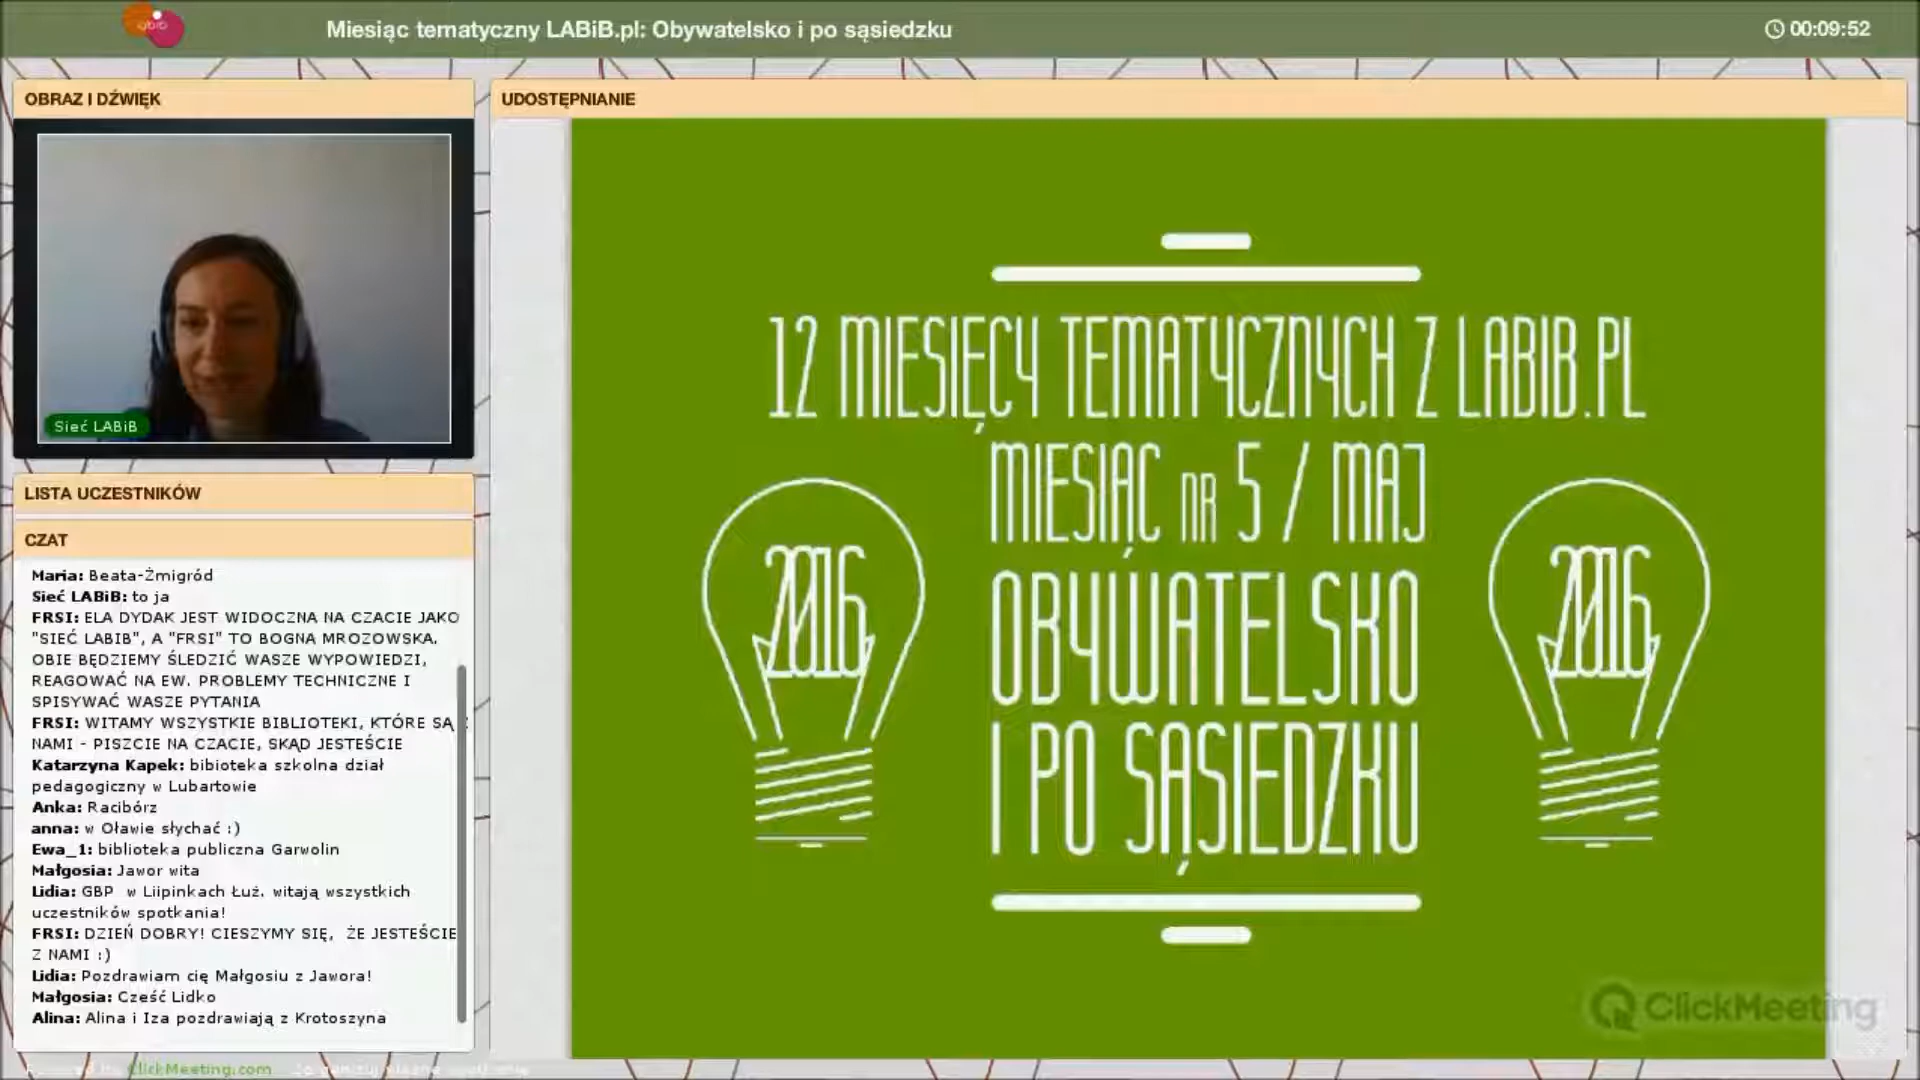 labib
Miesiąc tematyczny LABiB.pl: Obywatelsko i po sąsiedzku
00:09:52
OBRAZ I DŹWIĘK
Sieć LABiB
LISTA UCZESTNIKÓW
CZAT
Maria: Beata-Żmigród
Sieć LABiB: to ja
FRSI: ELA DYDAK JEST WIDOCZNA NA CZACIE JAKO
"SIEĆ LABIB", A "FRSI" TO BOGNA MROZOWSKA.
OBIE BĘDZIEMY ŚLEDZIĆ WASZE WYPOWIEDZI,
REAGOWAĆ NA EW. PROBLEMY TECHNICZNE I
SPISYWAĆ WASZE PYTANIA
FRSI: WITAMY WSZYSTKIE BIBLIOTEKI, KTÓRE SĄ Z
NAMI - PISZCIE NA CZACIE, SKĄD JESTEŚCIE
Katarzyna Kapek: bibioteka szkolna dział
pedagogiczny w Lubartowie
Anka: Racibórz
anna: w Oławie słychać :)
Ewa_1: biblioteka publiczna Garwolin
Małgosia: Jawor wita
Lidia: GBP w Liipinkach Łuż. witają wszystkich
uczestników spotkania!
FRSI: DZIEŃ DOBRY! CIESZYMY SIĘ, ŻE JESTEŚCIE
Z NAMI :)
Lidia: Pozdrawiam cię Małgosiu z Jawora!
Małgosia: Cześć Lidko
Alina: Alina i Iza pozdrawiają z Krotoszyna
ClickMeeting.com
UDOSTĘPNIANIE
12 MIESIĘCY TEMATYCZNYCH Z LABIB.PL
MIESIĄC NR 5 / MAJ
OBYWATELSKO
I PO SĄSIEDZKU
2016
2016
ClickMeeting